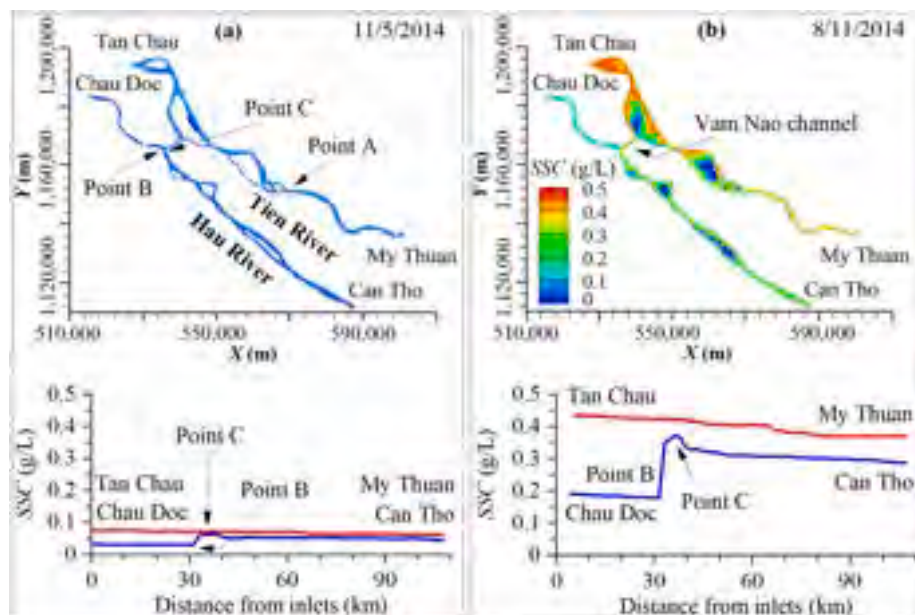 (a)
11/5/2014
Tan Chau
Chau Doc
Point C
Point A
Point B
Tien River
Hau River
My Thuan
Can Tho
Y (m)
1,200,000
1,160,000
1,120,000
510,000 550,000 590,000
X (m)
(b)
8/11/2014
Tan Chau
Chau Doc
Vam Nao channel
SSC (g/L)
0.5
0.4
0.3
0.2
0.1
0
My Thuan
Can Tho
Y (m)
1,200,000
1,160,000
1,120,000
510,000 550,000 590,000
X (m)
SSC (g/L)
0.5
0.4
0.3
0.2
0.1
0
Point C
Tan Chau
Point B
My Thuan
Chau Doc
Can Tho
0 30 60 90
Distance from inlets (km)
SSC (g/L)
0.5
0.4
0.3
0.2
0.1
0
Tan Chau
My Thuan
Point B
Point C
Can Tho
Chau Doc
0 30 60 90
Distance from inlets (km)